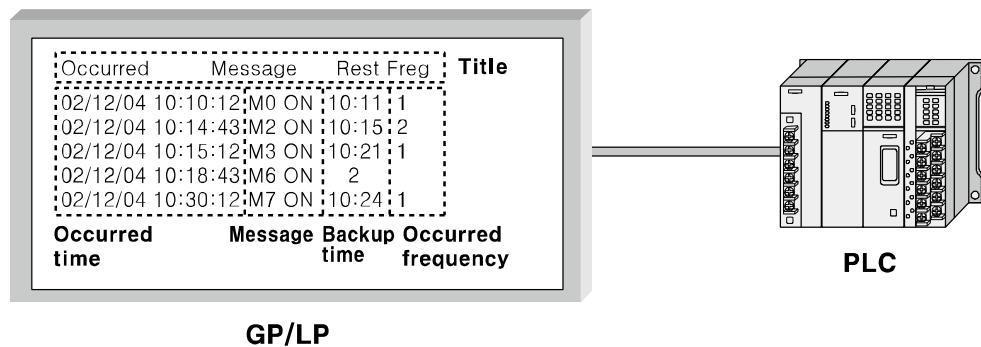 Occurred Message Rest Freg Title
02/12/04 10:10:12 M0 ON 10:11 1
02/12/04 10:14:43 M2 ON 10:15 2
02/12/04 10:15:12 M3 ON 10:21 1
02/12/04 10:18:43 M6 ON 2
02/12/04 10:30:12 M7 ON 10:24 1
Occurred Message Backup Occurred
time time frequency
PLC
GP/LP